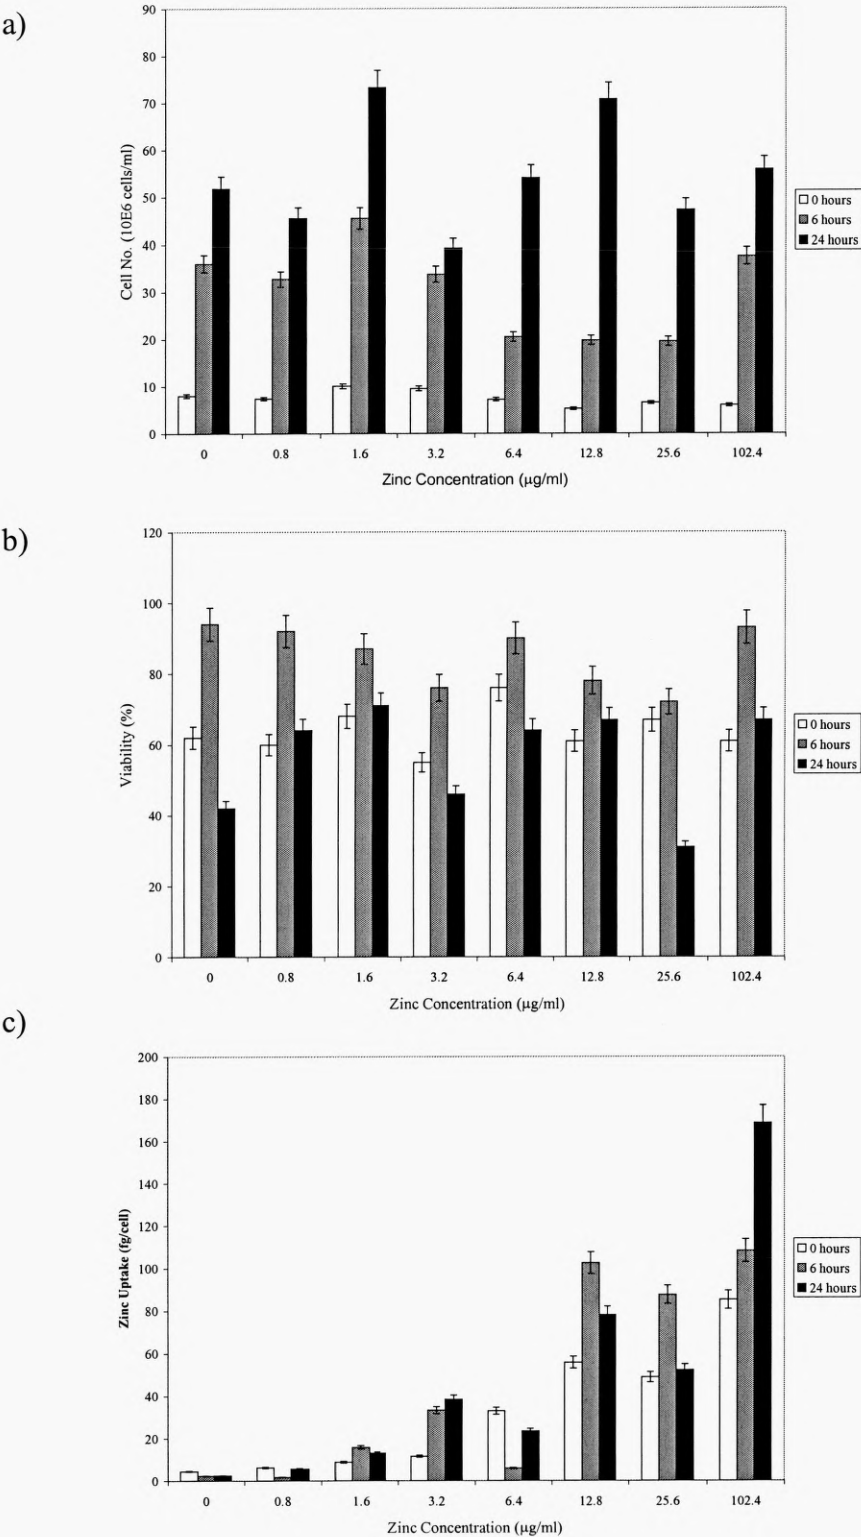 a)
90
80
70
60
50
40
30
20
10
0
Cell No. (10E6 cells/ml)
0 0.8 1.6 3.2 6.4 12.8 25.6 102.4
Zinc Concentration (μg/ml)
0 hours
6 hours
24 hours
b)
120
100
80
60
40
20
0
Viability (%)
0 0.8 1.6 3.2 6.4 12.8 25.6 102.4
Zinc Concentration (μg/ml)
0 hours
6 hours
24 hours
c)
200
180
160
140
120
100
80
60
40
20
0
Zinc Uptake (fg/cell)
0 0.8 1.6 3.2 6.4 12.8 25.6 102.4
Zinc Concentration (μg/ml)
0 hours
6 hours
24 hours